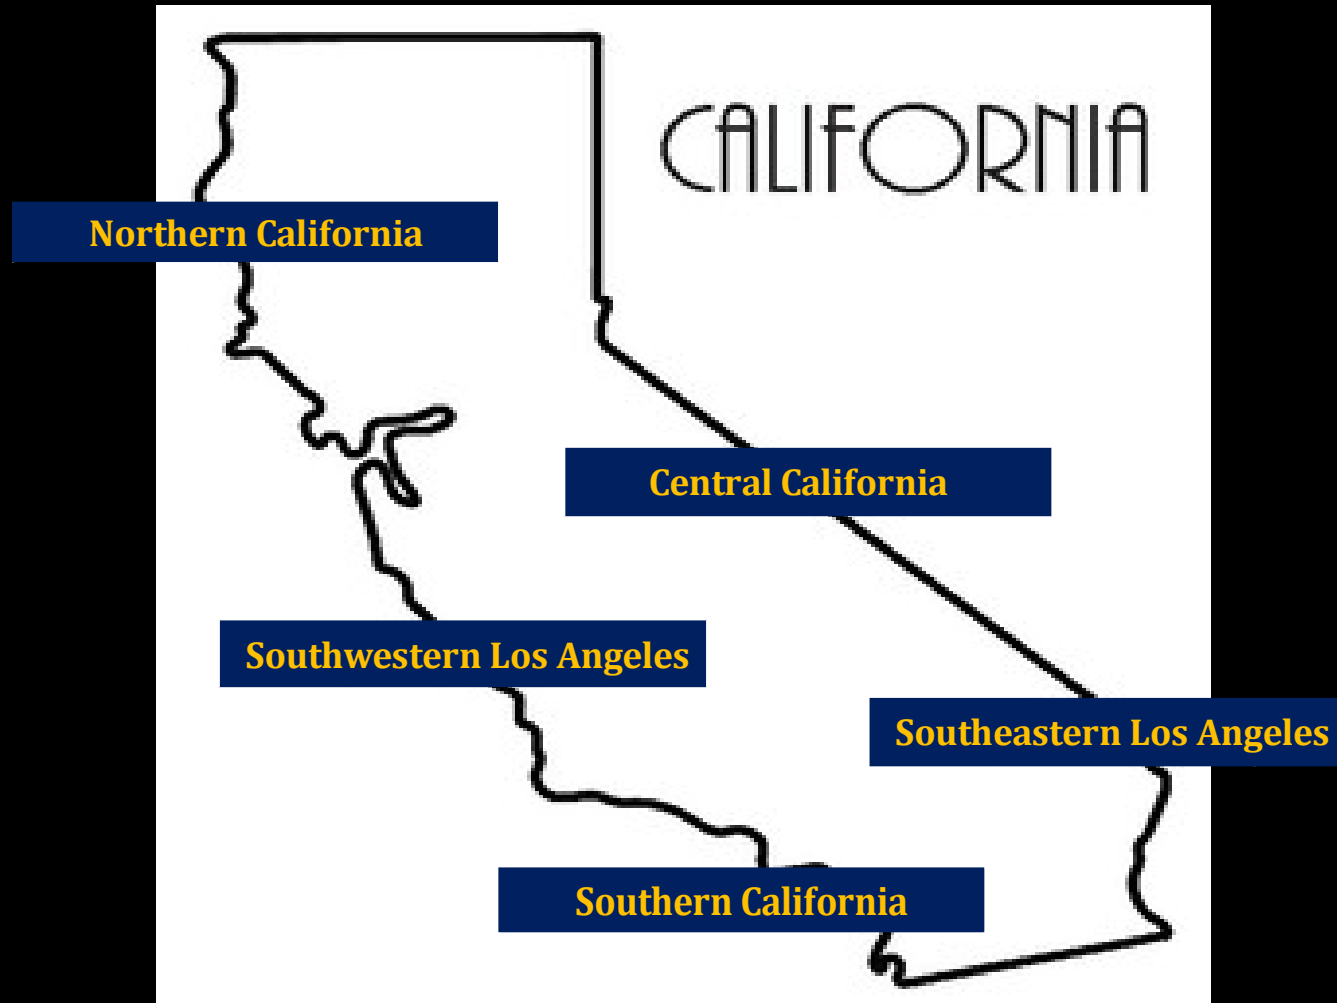 CALIFORNIA
Northern California
Central California
Southwestern Los Angeles
Southeastern Los Angeles
Southern California